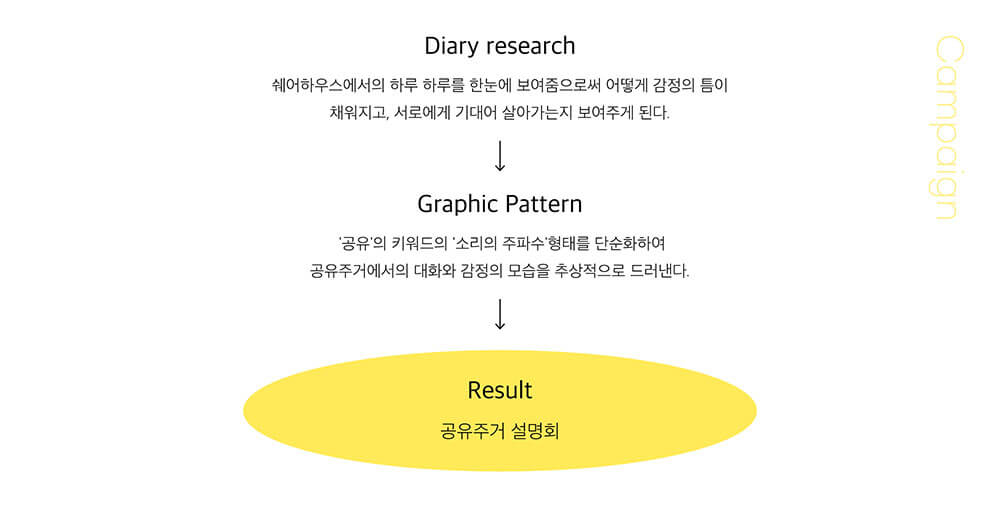 Diary research
쉐어하우스에서의 하루 하루를 한눈에 보여줌으로써 어떻게 감정의 틈이
채워지고, 서로에게 기대어 살아가는지 보여주게 된다.
Graphic Pattern
'공유'의 키워드의 '소리의 주파수'형태를 단순화하여
공유주거에서의 대화와 감정의 모습을 추상적으로 드러낸다.
Result
공유주거 설명회
Campaign